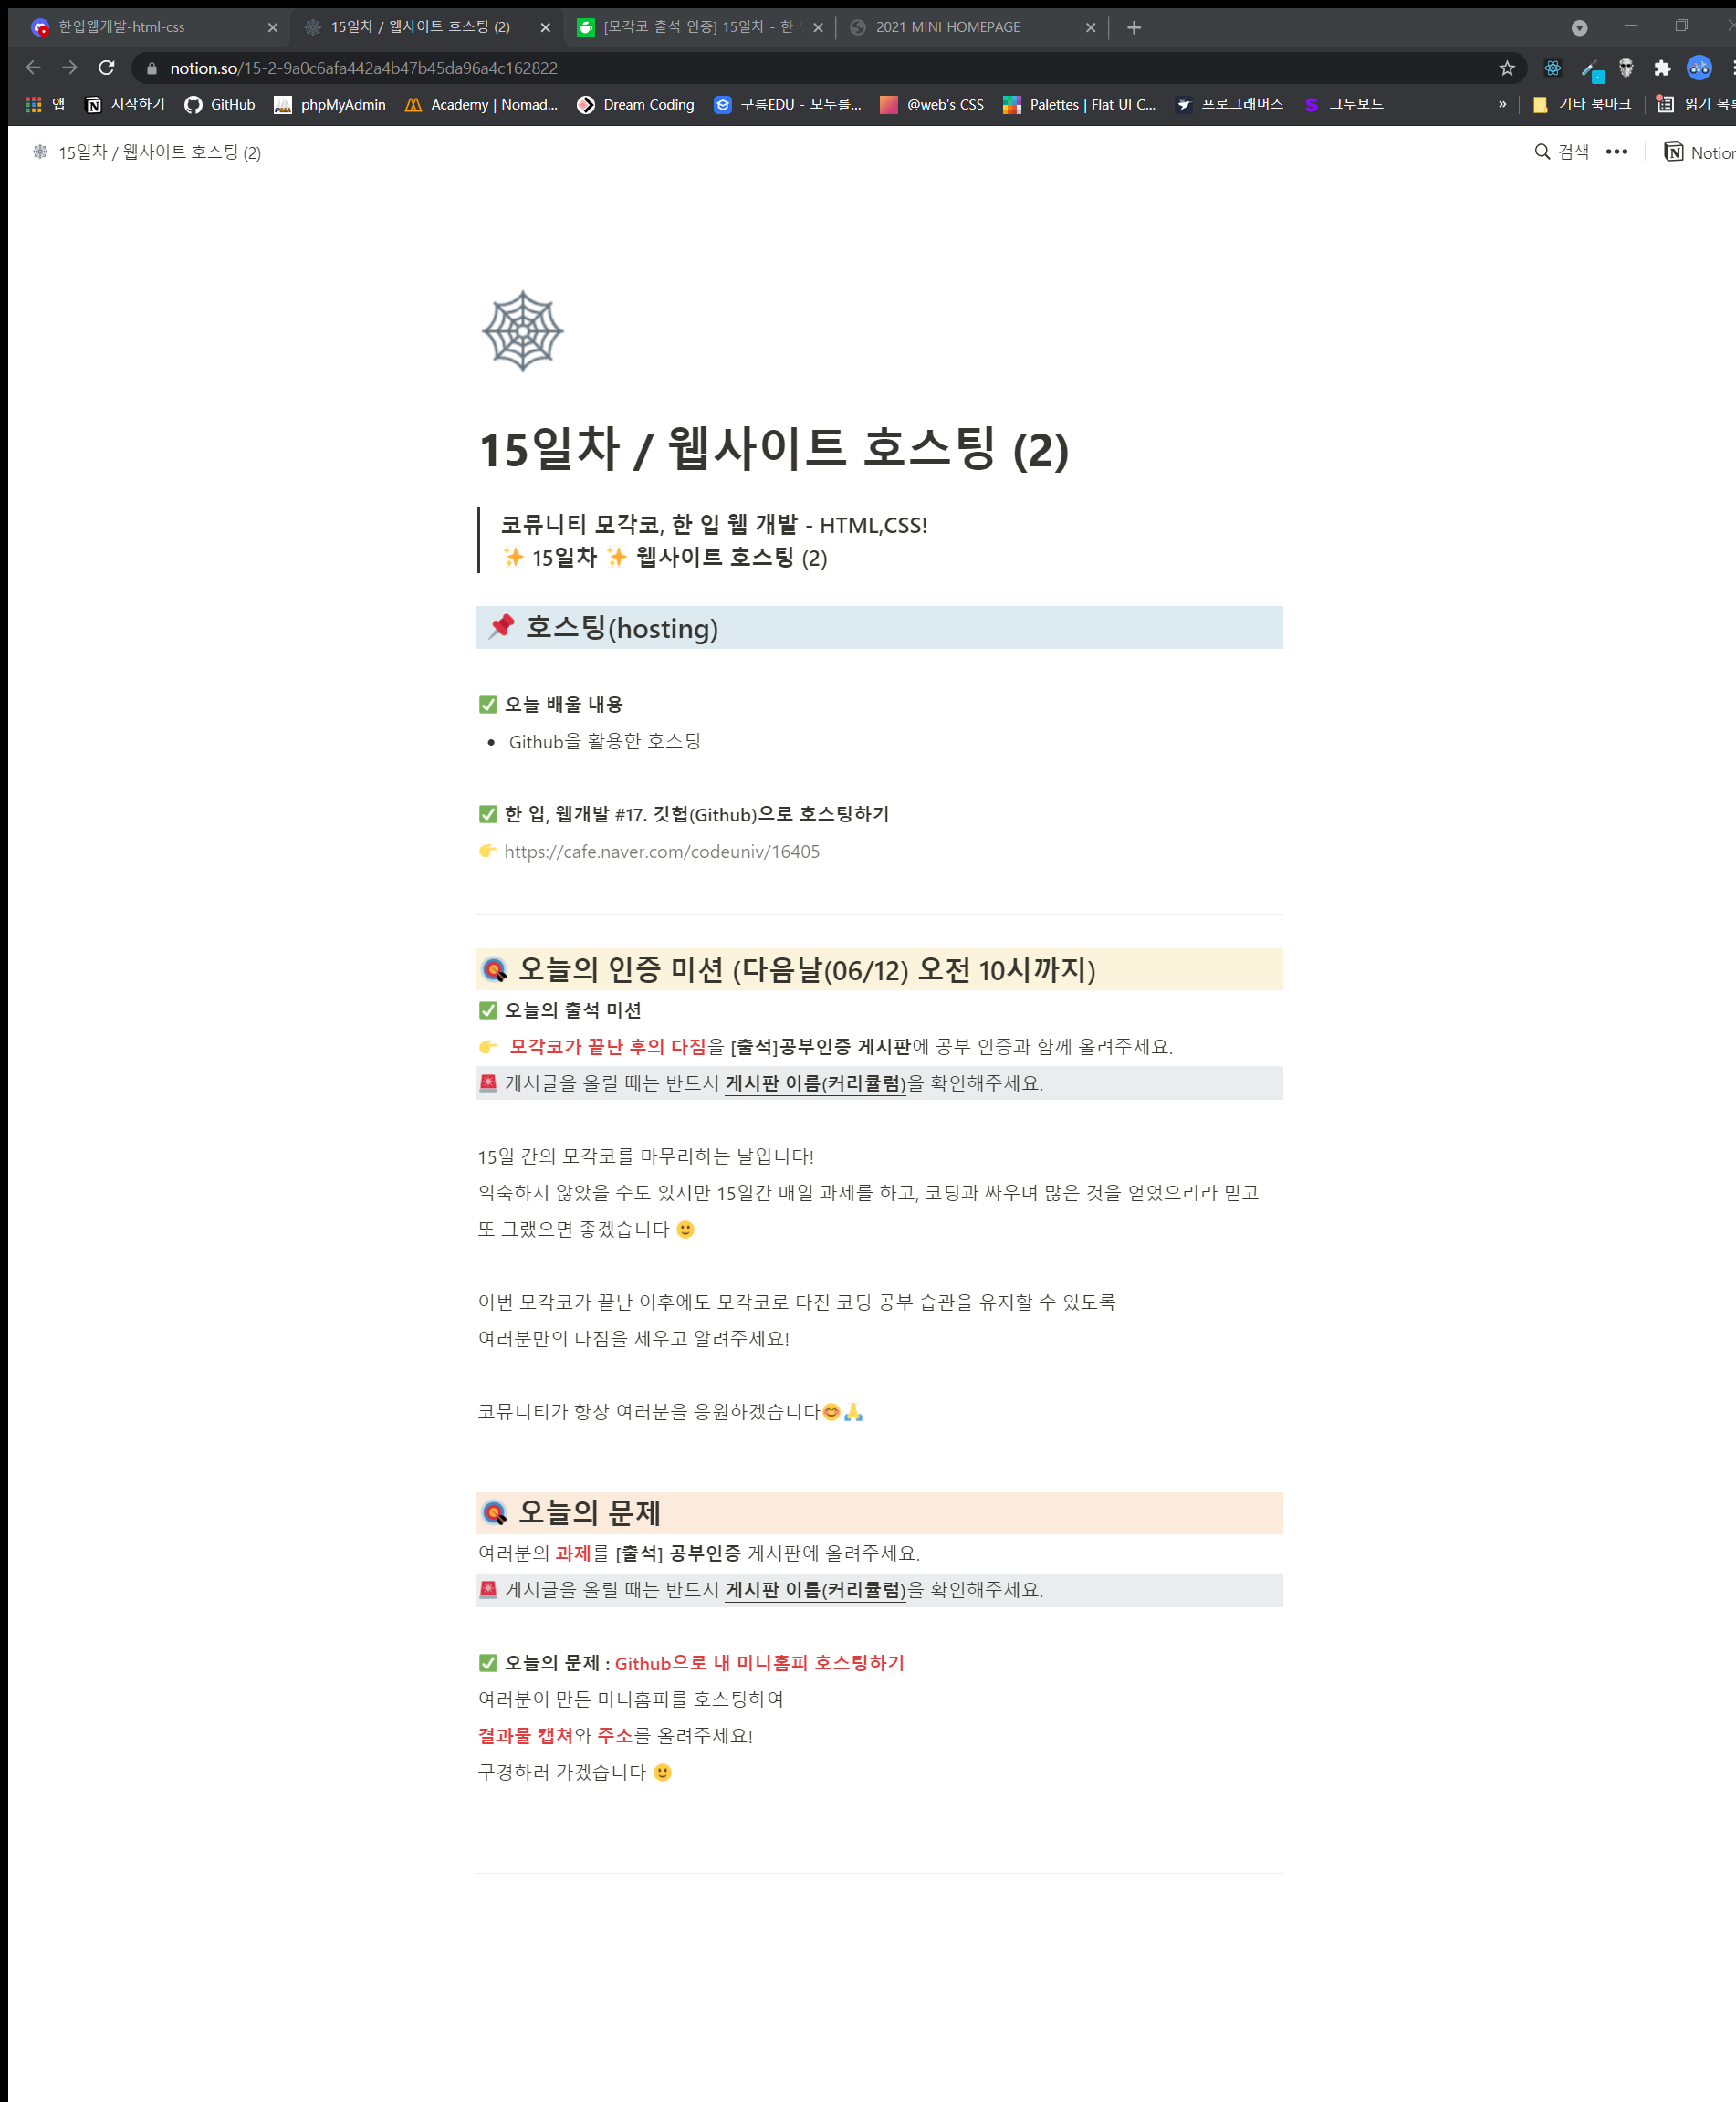 한입웹개발-html-css
15일차 / 웹사이트 호스팅 (2)
[모각코 출석 인증] 15일차 - 한
2021 MINI HOMEPAGE
notion.so/15-2-9a0c6afa442a4b47b45da96a4c162822
앱 시작하기 GitHub phpMyAdmin Academy | Nomad... Dream Coding 구름EDU - 모두를... @web's CSS Palettes | Flat UI C... 프로그래머스 그누보드 » 기타 북마크 읽기
15일차 / 웹사이트 호스팅 (2) 검색 ••• Notion
15일차 / 웹사이트 호스팅 (2)
코뮤니티 모각코, 한 입 웹 개발 - HTML,CSS!
✨ 15일차 ✨ 웹사이트 호스팅 (2)
📌 호스팅(hosting)
✅ 오늘 배울 내용
• Github을 활용한 호스팅
✅ 한 입, 웹개발 #17. 깃헙(Github)으로 호스팅하기
👉 https://cafe.naver.com/codeuniv/16405
🎯 오늘의 인증 미션 (다음날(06/12) 오전 10시까지)
✅ 오늘의 출석 미션
👉 모각코가 끝난 후의 다짐을 [출석]공부인증 게시판에 공부 인증과 함께 올려주세요.
🚨 게시글을 올릴 때는 반드시 게시판 이름(커리큘럼)을 확인해주세요.
15일 간의 모각코를 마무리하는 날입니다!
익숙하지 않았을 수도 있지만 15일간 매일 과제를 하고, 코딩과 싸우며 많은 것을 얻었으리라 믿고
또 그랬으면 좋겠습니다 🙂
이번 모각코가 끝난 이후에도 모각코로 다진 코딩 공부 습관을 유지할 수 있도록
여러분만의 다짐을 세우고 알려주세요!
코뮤니티가 항상 여러분을 응원하겠습니다😊🙏
🎯 오늘의 문제
여러분의 과제를 [출석] 공부인증 게시판에 올려주세요.
🚨 게시글을 올릴 때는 반드시 게시판 이름(커리큘럼)을 확인해주세요.
✅ 오늘의 문제 : Github으로 내 미니홈피 호스팅하기
여러분이 만든 미니홈피를 호스팅하여
결과물 캡쳐와 주소를 올려주세요!
구경하러 가겠습니다 🙂